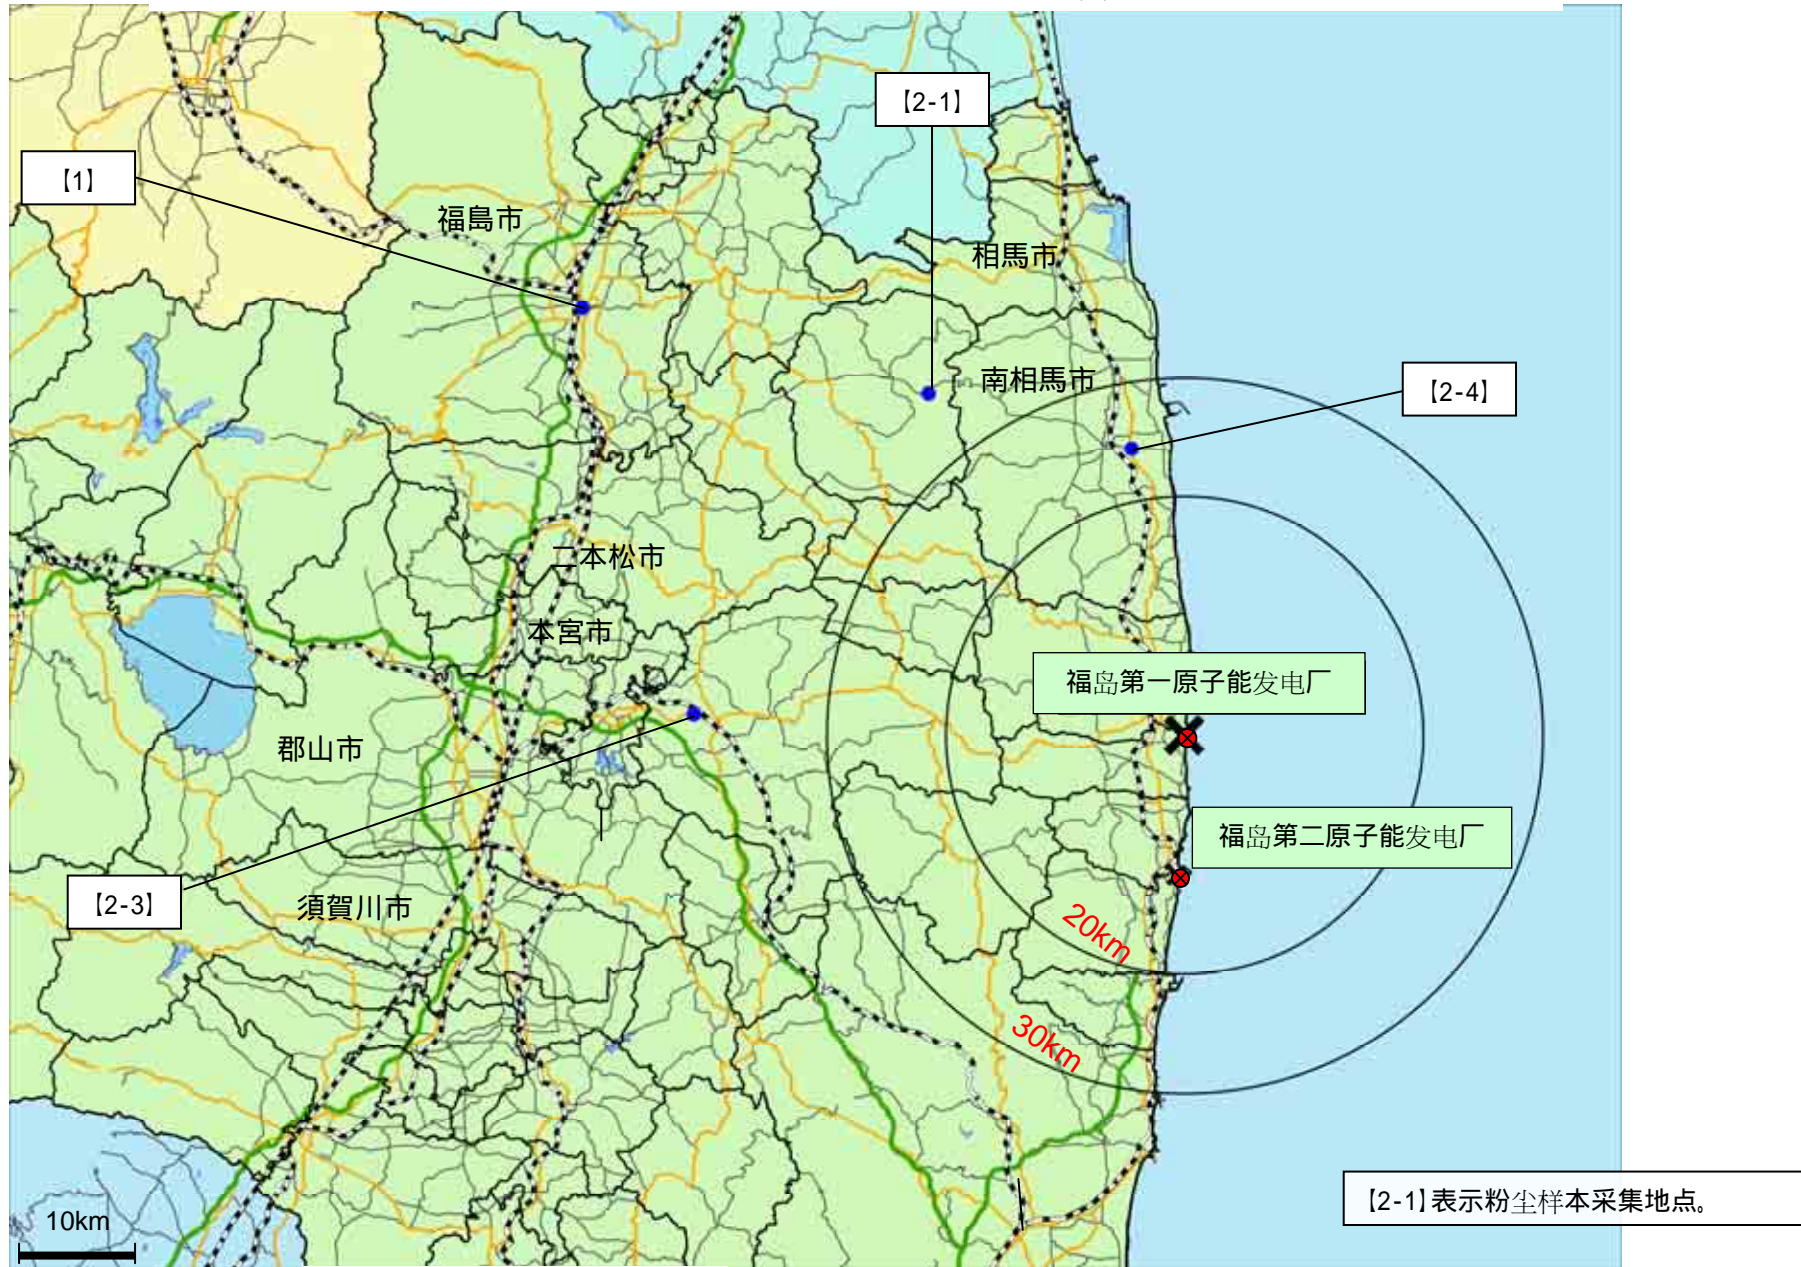 【2-1】
【1】
福島市
相馬市
南相馬市
【2-4】
二本松市
本宮市
福岛第一原子能发电厂
郡山市
福岛第二原子能发电厂
【2-3】
須賀川市
20km
30km
【2-1】表示粉尘样本采集地点。
10km